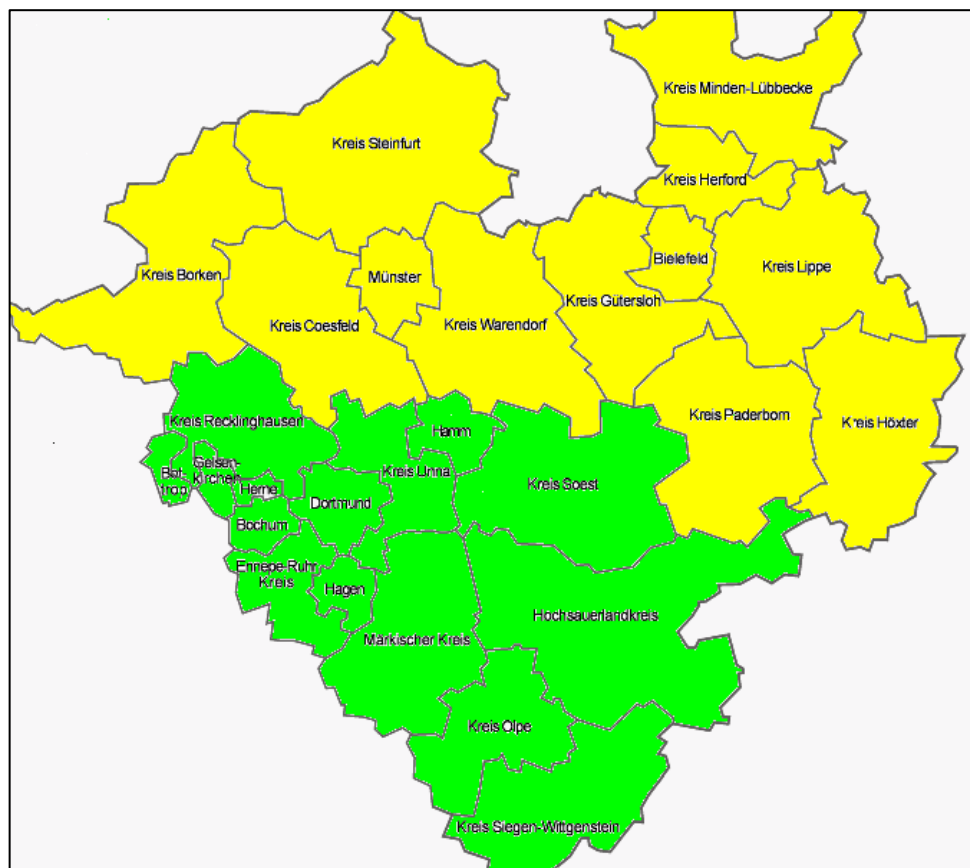 Kreis Minden-Lübbecke
Kreis Steinfurt
Kreis Herford
Bielefeld
Kreis Lippe
Kreis Borken
Münster
Kreis Gütersloh
Kreis Coesfeld
Kreis Warendorf
Kreis Paderborn
Kreis Höxter
Kreis Recklinghausen
Hamm
Gelsen-
kirchen
Bot-
trop
Kreis Unna
Kreis Soest
Herne
Dortmund
Bochum
Ennepe-Ruhr
Kreis
Hagen
Hochsauerlandkreis
Märkischer Kreis
Kreis Olpe
Kreis Siegen-Wittgenstein